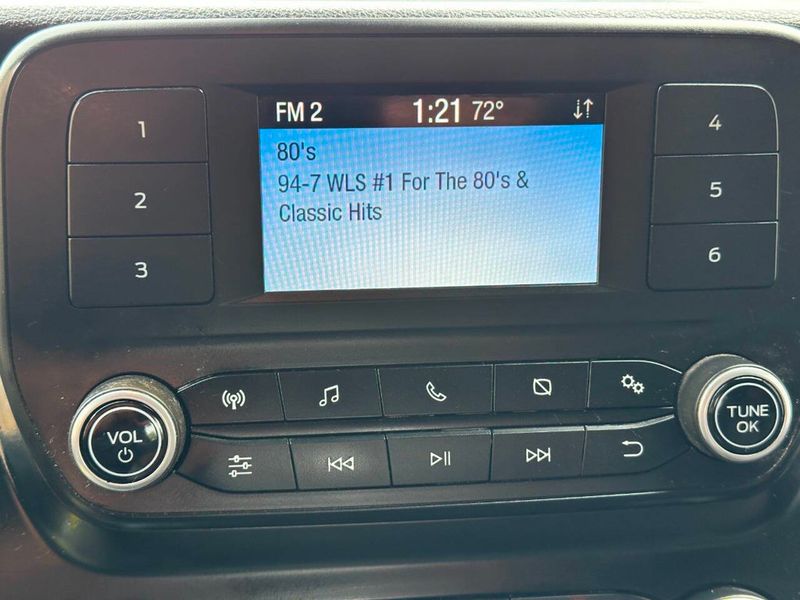 FM 2 1:21 72°
80's
94-7 WLS #1 For The 80's &
Classic Hits
1
2
3
4
5
6
VOL
TUNE
OK